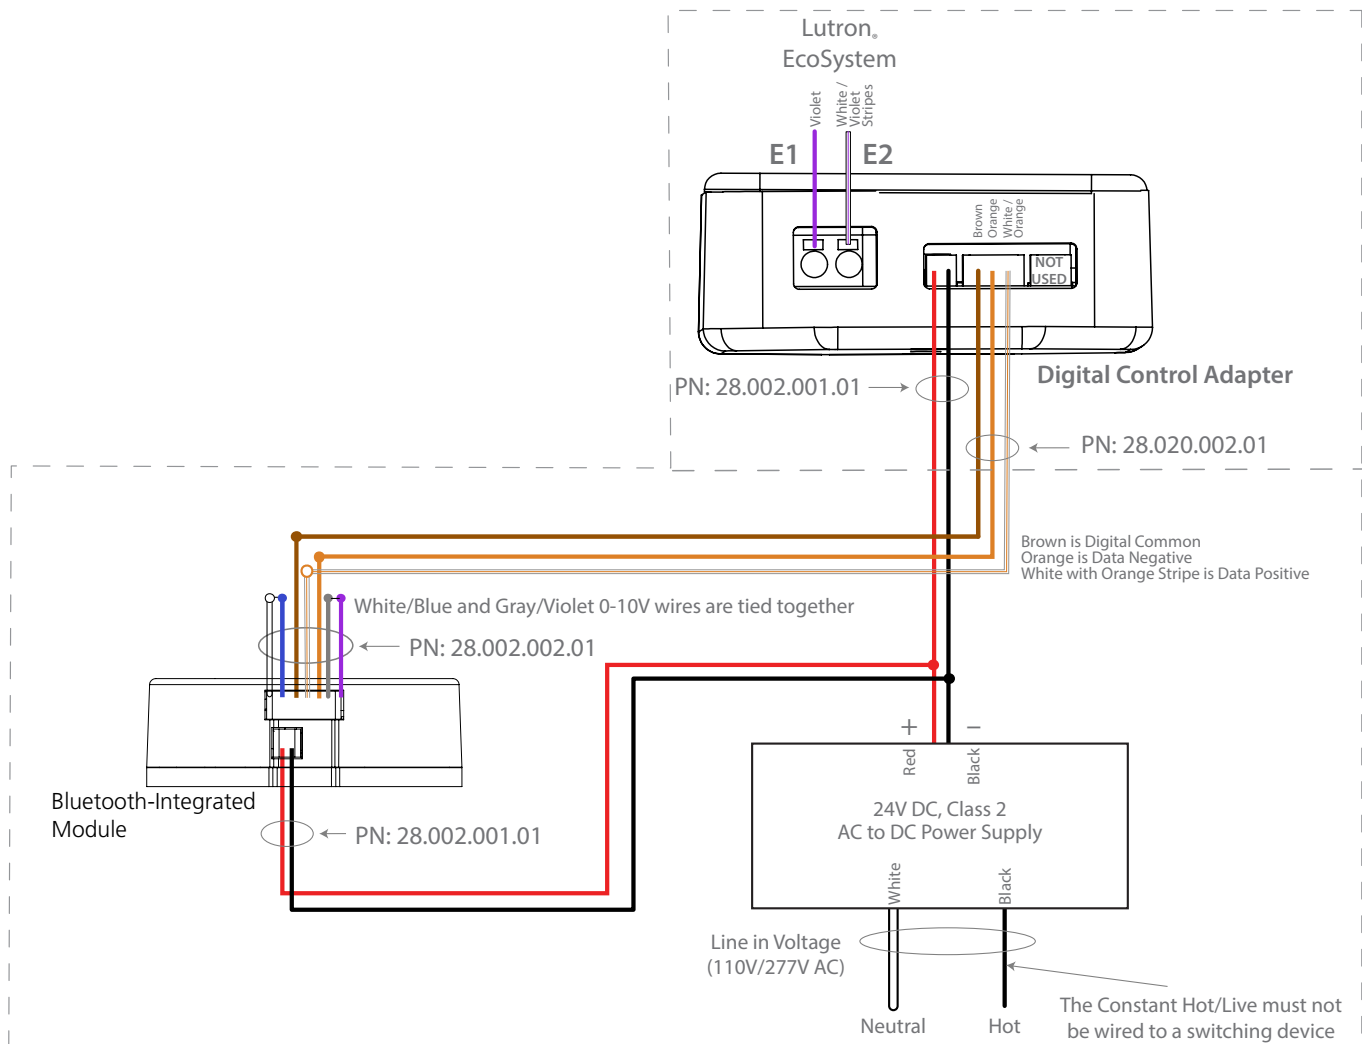 Lutron®
EcoSystem
Violet
White /
Violet
Stripes
E1
E2
Brown
Orange
White /
Orange
NOT
USED
Digital Control Adapter
PN: 28.002.001.01
PN: 28.020.002.01
Brown is Digital Common
Orange is Data Negative
White with Orange Stripe is Data Positive
White/Blue and Gray/Violet 0-10V wires are tied together
PN: 28.002.002.01
Bluetooth-Integrated
Module
PN: 28.002.001.01
+
–
Red
Black
24V DC, Class 2
AC to DC Power Supply
White
Black
Line in Voltage
(110V/277V AC)
Neutral
Hot
The Constant Hot/Live must not
be wired to a switching device